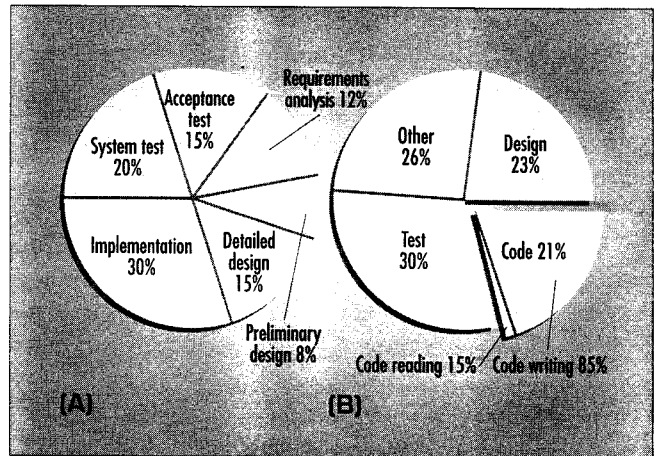 Requirements
analysis 12%
Acceptance
test
15%
System test
20%
Implementation
30%
Detailed
design
15%
Preliminary
design 8%
(A)
Other
26%
Design
23%
Test
30%
Code 21%
Code reading 15%
Code writing 85%
(B)